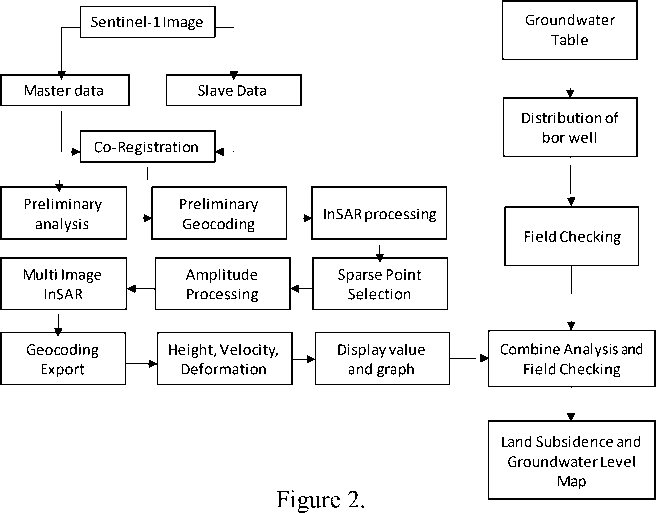 Sentinel-1 Image
Groundwater
Table
Master data
Slave Data
Distribution of
bor well
Co-Registration
Preliminary
analysis
Preliminary
Geocoding
InSAR processing
Field Checking
Multi Image
InSAR
Amplitude
Processing
Sparse Point
Selection
Geocoding
Export
Height, Velocity,
Deformation
Display value
and graph
Combine Analysis and
Field Checking
Land Subsidence and
Groundwater Level
Map
Figure 2.